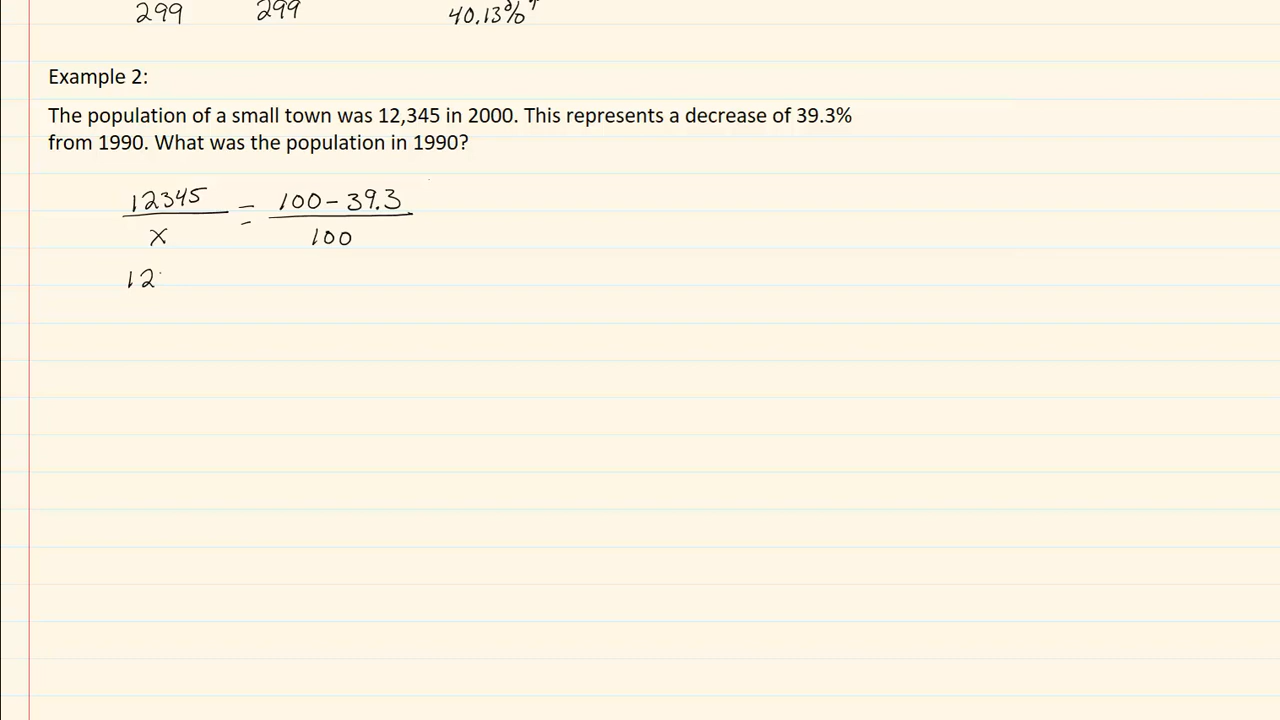 299 299 40.13% ↑
Example 2:
The population of a small town was 12,345 in 2000. This represents a decrease of 39.3%
from 1990. What was the population in 1990?
12345 = 100 - 39.3
x 100
12